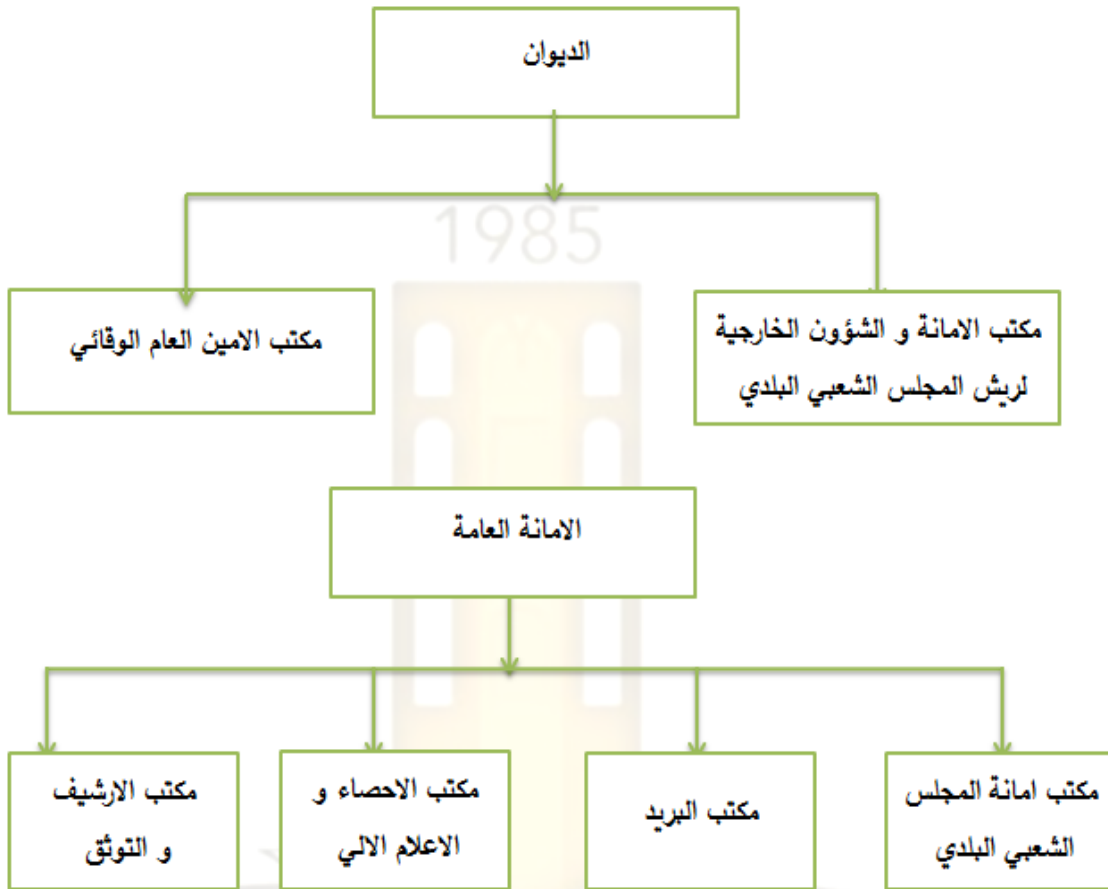 الديوان
1985
مكتب الامانة و الشؤون الخارجية
لريش المجلس الشعبي البلدي
مكتب الامين العام الوقائي
الامانة العامة
مكتب امانة المجلس
الشعبي البلدي
مكتب البريد
مكتب الاحصاء و
الاعلام الالي
مكتب الارشيف
و التوثق